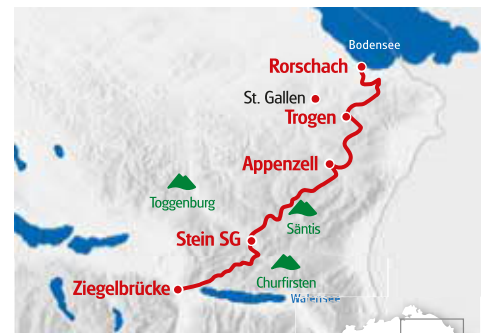 Bodensee
Rorschach
St. Gallen
Trogen
Appenzell
Toggenburg
Säntis
Stein SG
Churfirsten
Ziegelbrücke
Walensee